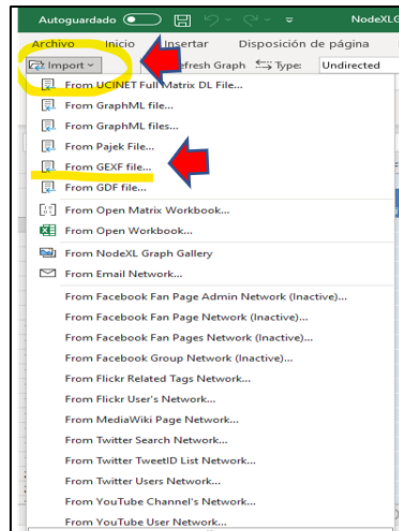 Autoguardado
NodeXLG
Archivo Inicio Insertar Disposición de página
Import
efresh Graph Type: Undirected
From UCINET Full Matrix DL File...
From GraphML file...
From GraphML files...
From Pajek File...
From GEXF file...
From GDF file...
From Open Matrix Workbook...
From Open Workbook...
From NodeXL Graph Gallery
From Email Network...
From Facebook Fan Page Admin Network (Inactive)...
From Facebook Fan Page Network (Inactive)...
From Facebook Fan Pages Network (Inactive)...
From Facebook Group Network (Inactive)...
From Flickr Related Tags Network...
From Flickr User's Network...
From MediaWiki Page Network...
From Twitter Search Network...
From Twitter TweetID List Network...
From Twitter Users Network...
From YouTube Channel's Network...
From YouTube User Network...